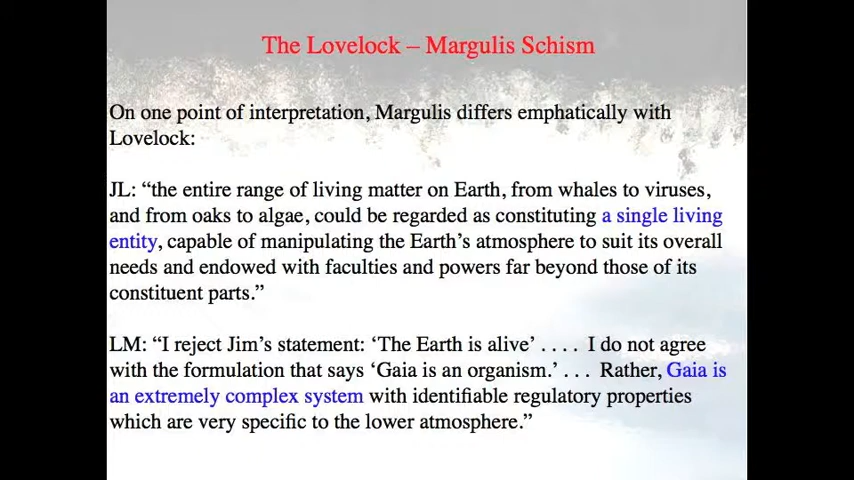 The Lovelock – Margulis Schism
On one point of interpretation, Margulis differs emphatically with
Lovelock:
JL: “the entire range of living matter on Earth, from whales to viruses,
and from oaks to algae, could be regarded as constituting a single living
entity, capable of manipulating the Earth’s atmosphere to suit its overall
needs and endowed with faculties and powers far beyond those of its
constituent parts.”
LM: “I reject Jim’s statement: ‘The Earth is alive’ . . . . I do not agree
with the formulation that says ‘Gaia is an organism.’ . . . Rather, Gaia is
an extremely complex system with identifiable regulatory properties
which are very specific to the lower atmosphere.”